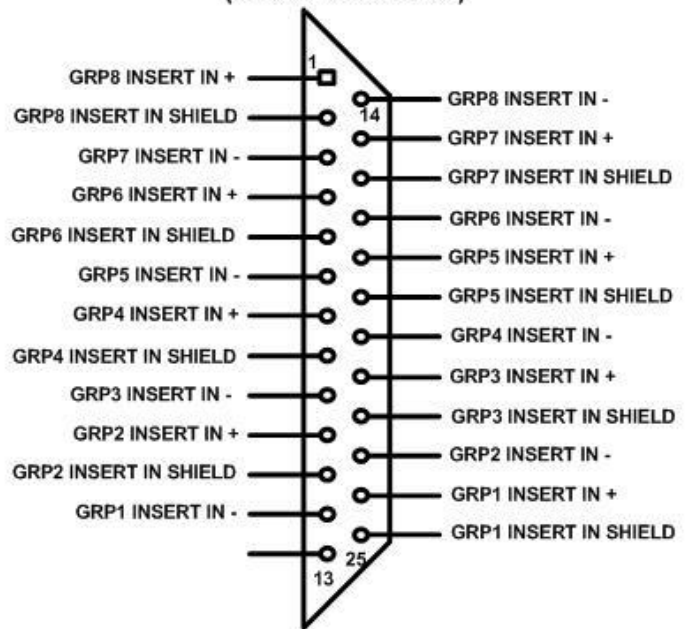 1
GRP8 INSERT IN +
GRP8 INSERT IN SHIELD
GRP7 INSERT IN -
GRP6 INSERT IN +
GRP6 INSERT IN SHIELD
GRP5 INSERT IN -
GRP4 INSERT IN +
GRP4 INSERT IN SHIELD
GRP3 INSERT IN -
GRP2 INSERT IN +
GRP2 INSERT IN SHIELD
GRP1 INSERT IN -
13
14
GRP8 INSERT IN -
GRP7 INSERT IN +
GRP7 INSERT IN SHIELD
GRP6 INSERT IN -
GRP5 INSERT IN +
GRP5 INSERT IN SHIELD
GRP4 INSERT IN -
GRP3 INSERT IN +
GRP3 INSERT IN SHIELD
GRP2 INSERT IN -
GRP1 INSERT IN +
GRP1 INSERT IN SHIELD
25